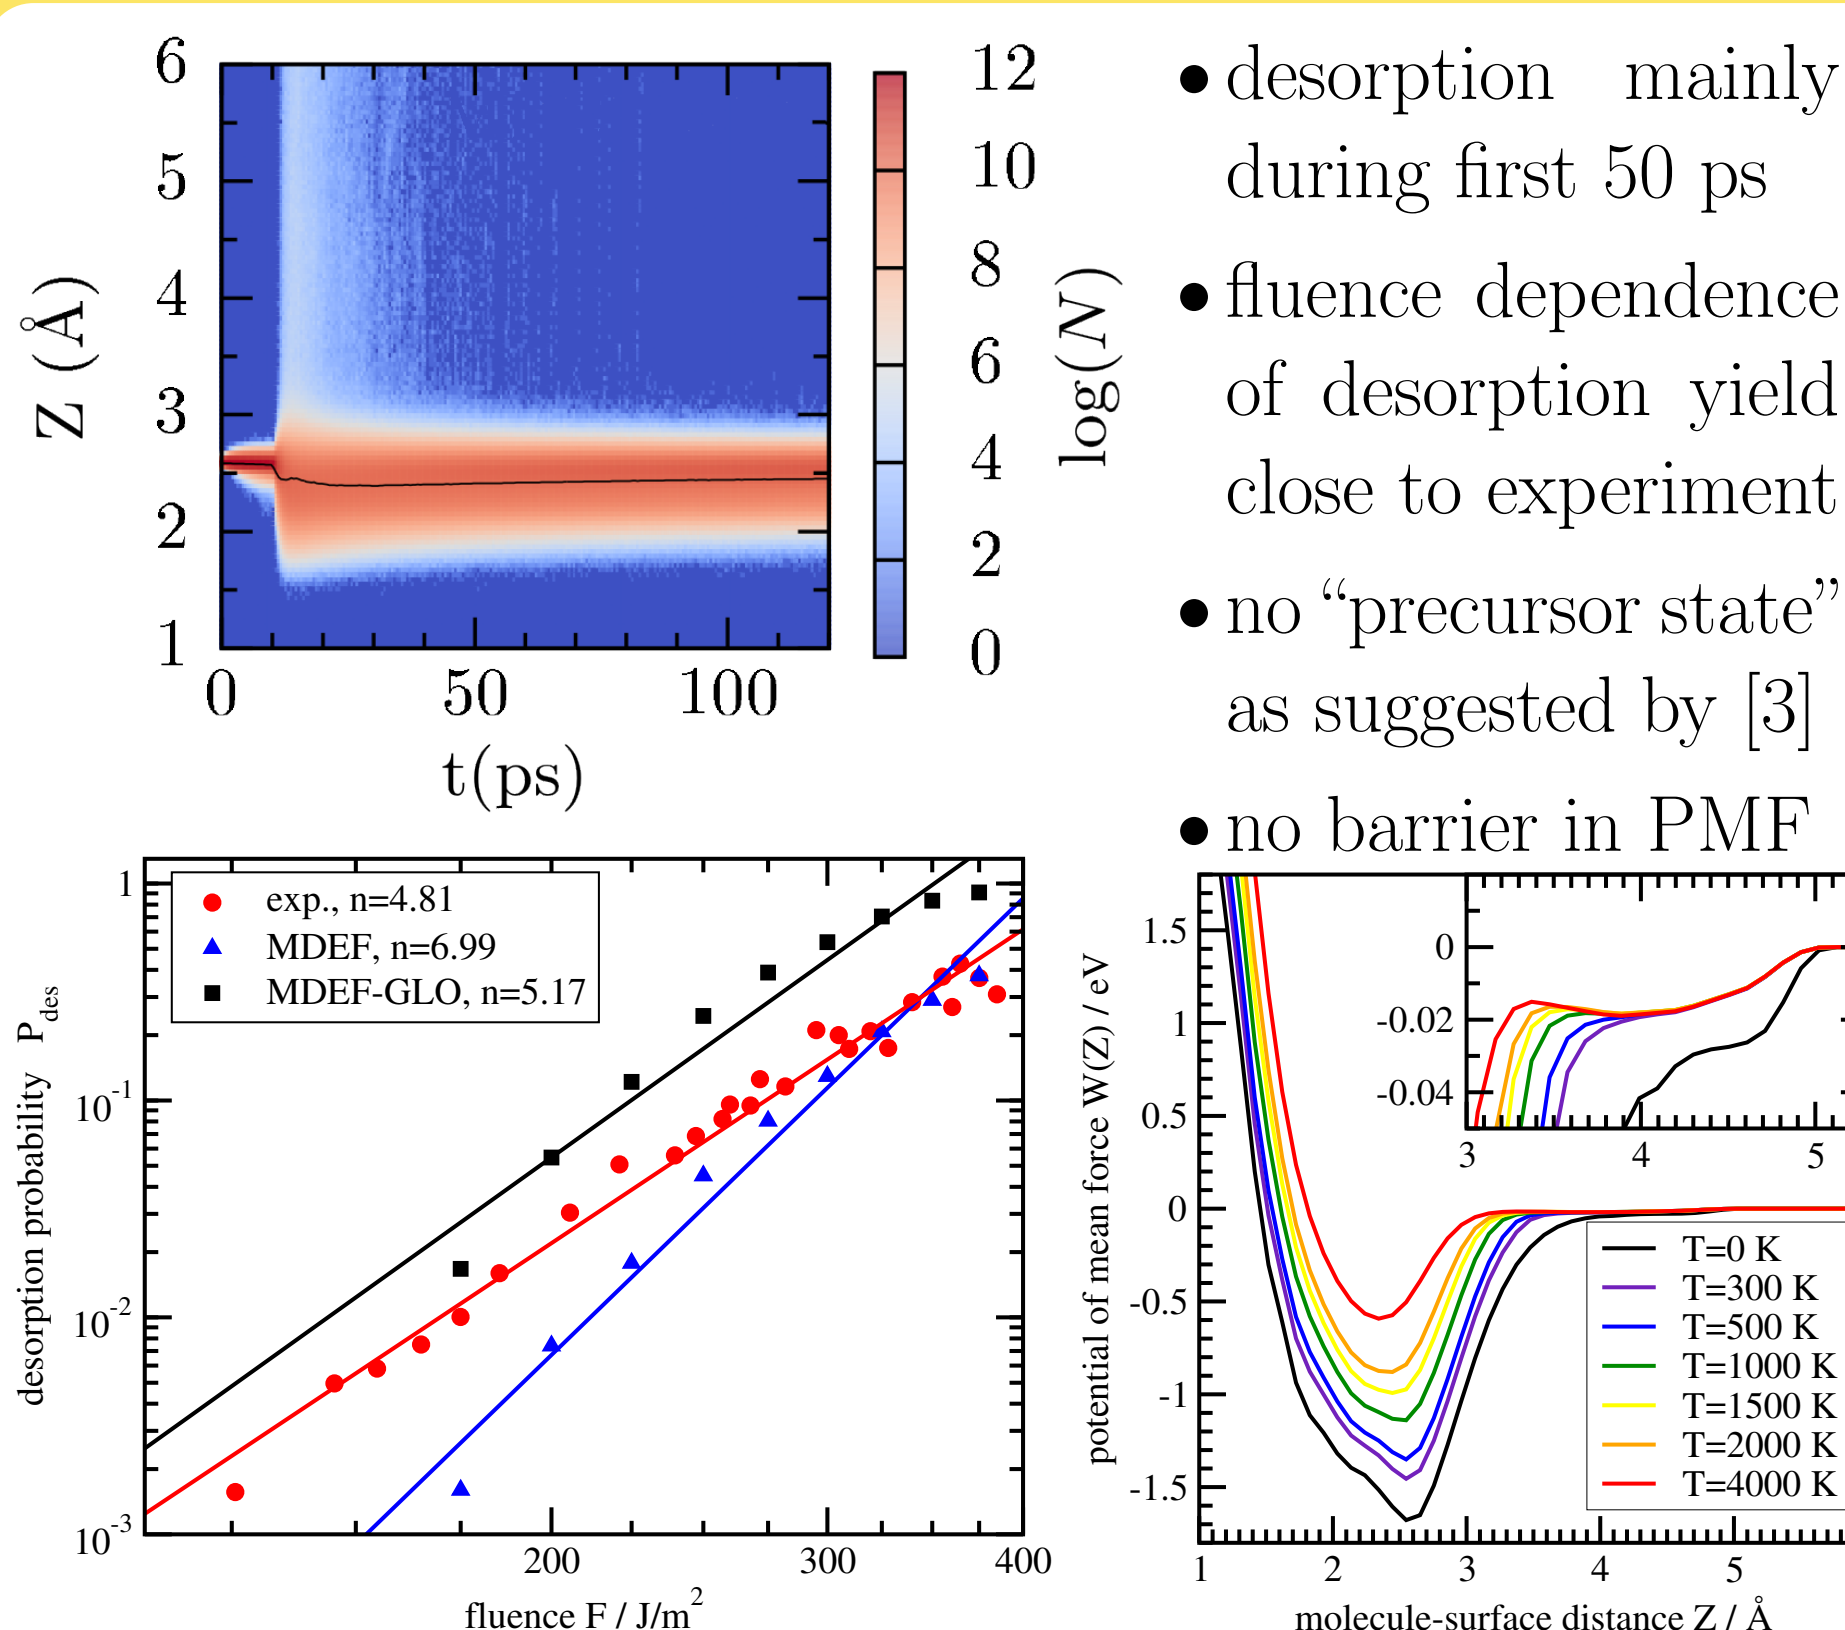 6
5
4
3
2
1
Z (Å)
0 50 100
t(ps)
12
10
8
6
4
2
0
log(N)
• desorption mainly
during first 50 ps
• fluence dependence
of desorption yield
close to experiment
• no “precursor state”
as suggested by [3]
• no barrier in PMF
1
10^-1
10^-2
10^-3
desorption probability P_des
exp., n=4.81
MDEF, n=6.99
MDEF-GLO, n=5.17
200 300 400
fluence F / J/m^2
1.5
1
0.5
0
-0.5
-1
-1.5
potential of mean force W(Z) / eV
0
-0.02
-0.04
3 4 5
T=0 K
T=300 K
T=500 K
T=1000 K
T=1500 K
T=2000 K
T=4000 K
1 2 3 4 5
molecule-surface distance Z / Å